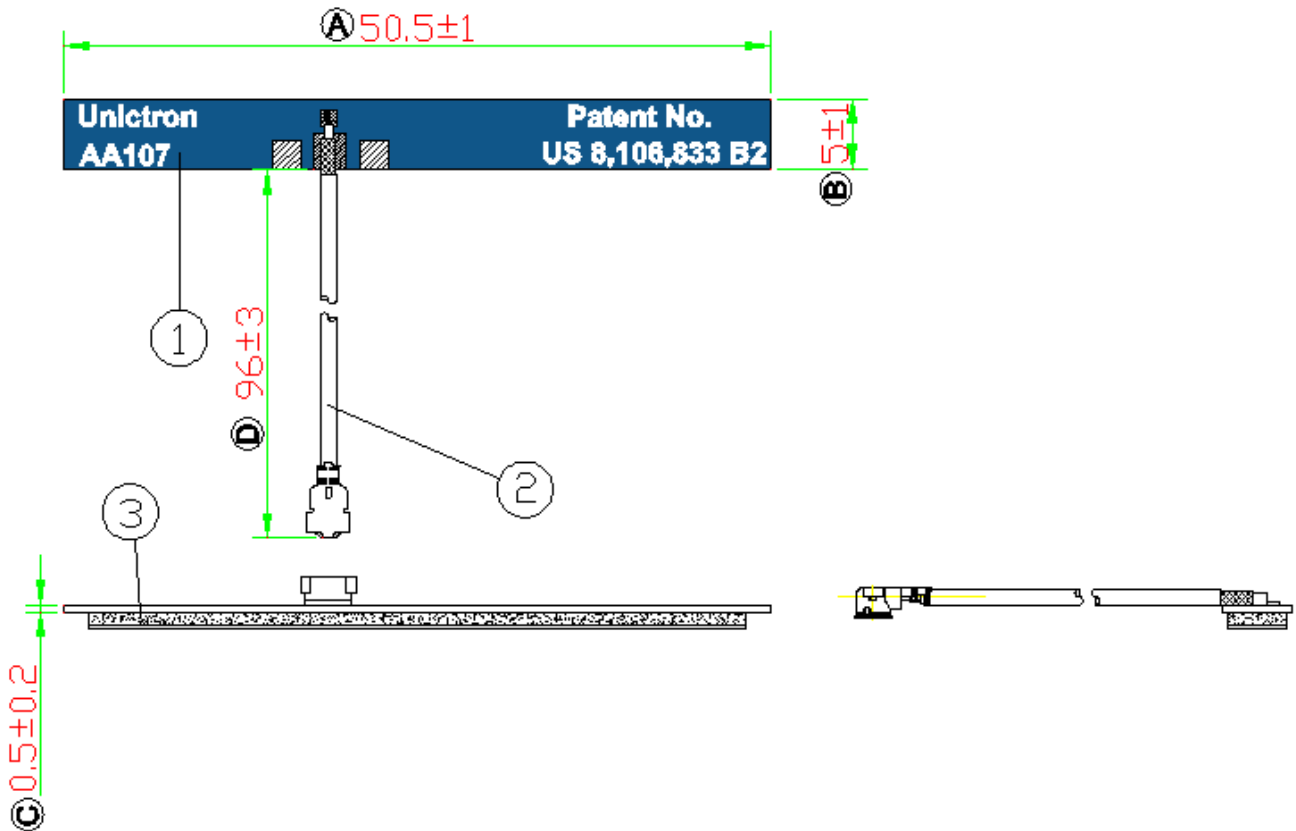 A 50.5±1
Unictron
AA107
Patent No.
US 8,106,833 B2
B 5±1
1
D 96±3
2
3
C 0.5±0.2